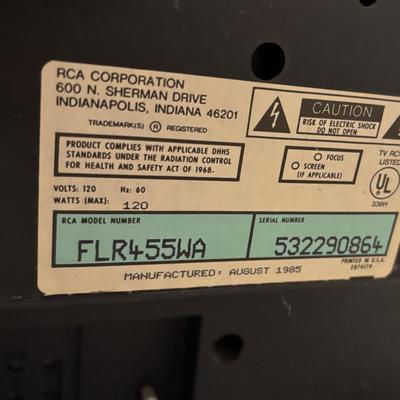 RCA CORPORATION
600 N. SHERMAN DRIVE
INDIANAPOLIS, INDIANA 46201
TRADEMARK(S) ® REGISTERED
CAUTION
RISK OF ELECTRIC SHOCK
DO NOT OPEN
PRODUCT COMPLIES WITH APPLICABLE DHHS
STANDARDS UNDER THE RADIATION CONTROL
FOR HEALTH AND SAFETY ACT OF 1968.
FOCUS
SCREEN
(IF APPLICABLE)
TV RCV
UL
336H
VOLTS: 120 Hz: 60
WATTS (MAX): 120
RCA MODEL NUMBER
FLR455WA
SERIAL NUMBER
532290864
MANUFACTURED: AUGUST 1985
PRINTED IN U.S.A.